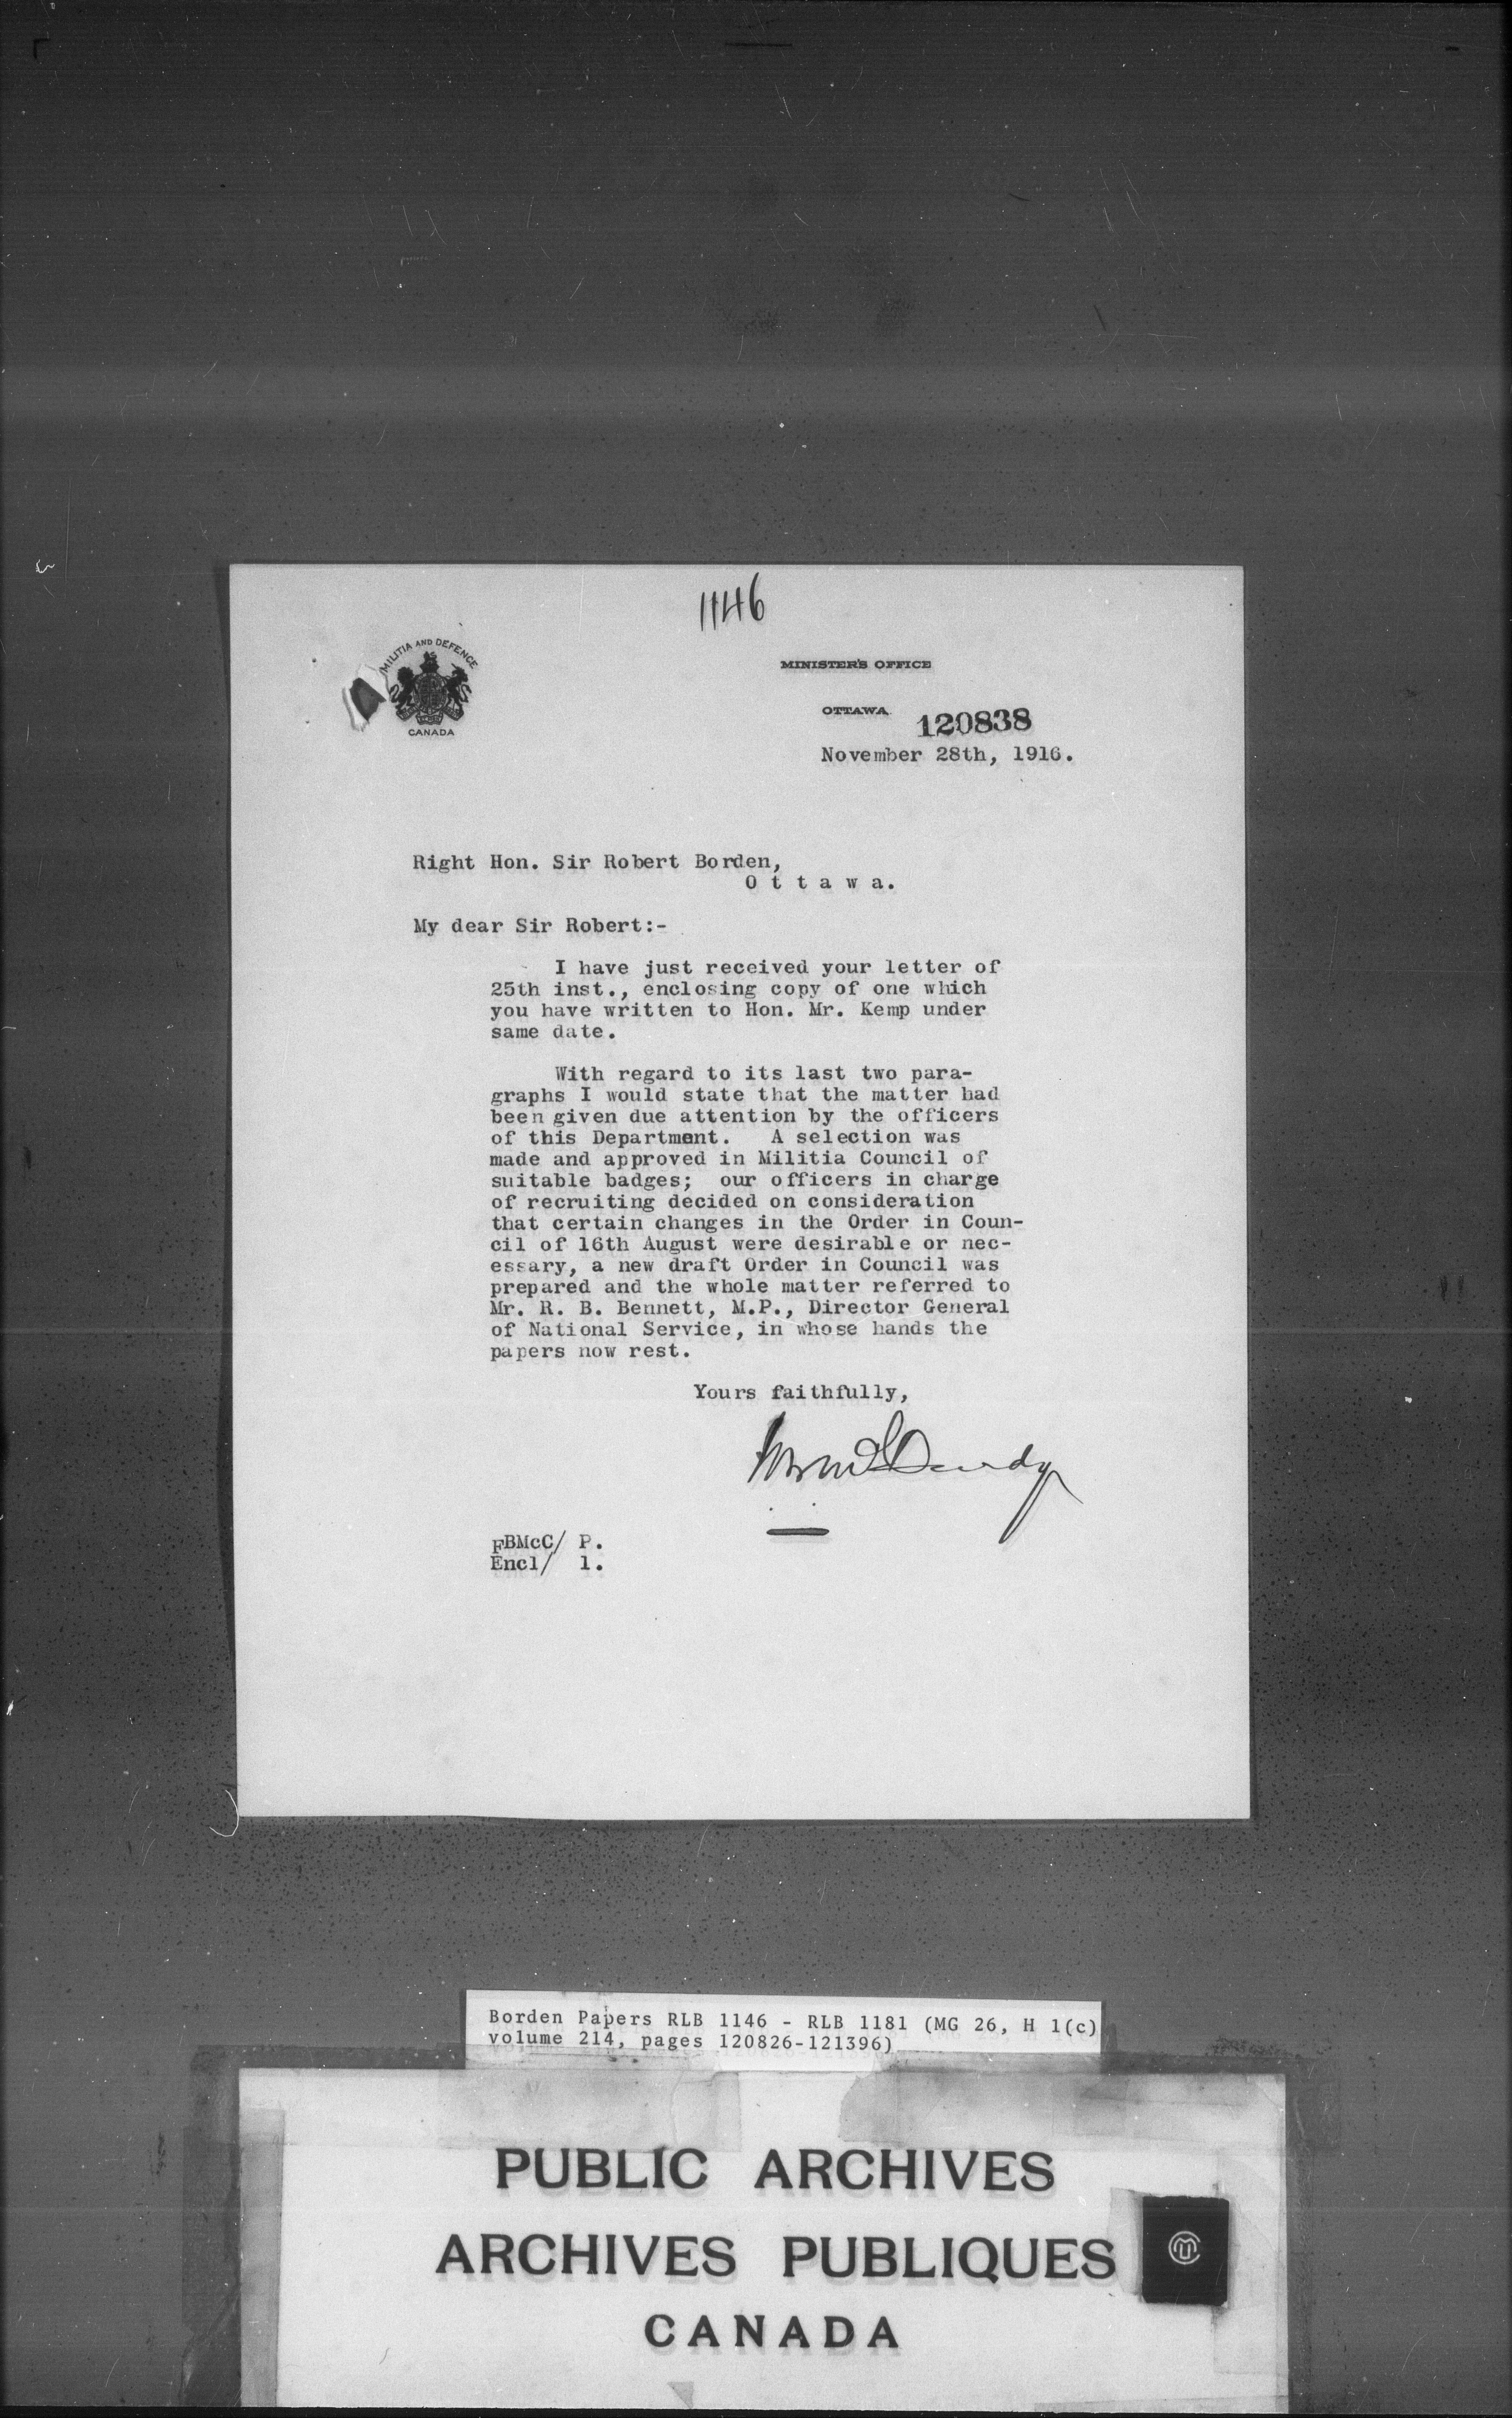 1146
MILITIA AND DEFENCE
CANADA
MINISTER'S OFFICE
OTTAWA.
120838
November 28th, 1916.
Right Hon. Sir Robert Borden,
O t t a w a.
My dear Sir Robert:-
I have just received your letter of
25th inst., enclosing copy of one which
you have written to Hon. Mr. Kemp under
same date.
With regard to its last two para-
graphs I would state that the matter had
been given due attention by the officers
of this Department. A selection was
made and approved in Militia Council of
suitable badges; our officers in charge
of recruiting decided on consideration
that certain changes in the Order in Coun-
cil of 16th August were desirable or nec-
essary, a new draft Order in Council was
prepared and the whole matter referred to
Mr. R. B. Bennett, M.P., Director General
of National Service, in whose hands the
papers now rest.
Yours faithfully,
FBMcC/ P.
Encl/ 1.
Borden Papers RLB 1146 - RLB 1181 (MG 26, H 1(c)
volume 214, pages 120826-121396)
PUBLIC ARCHIVES
ARCHIVES PUBLIQUES
CANADA